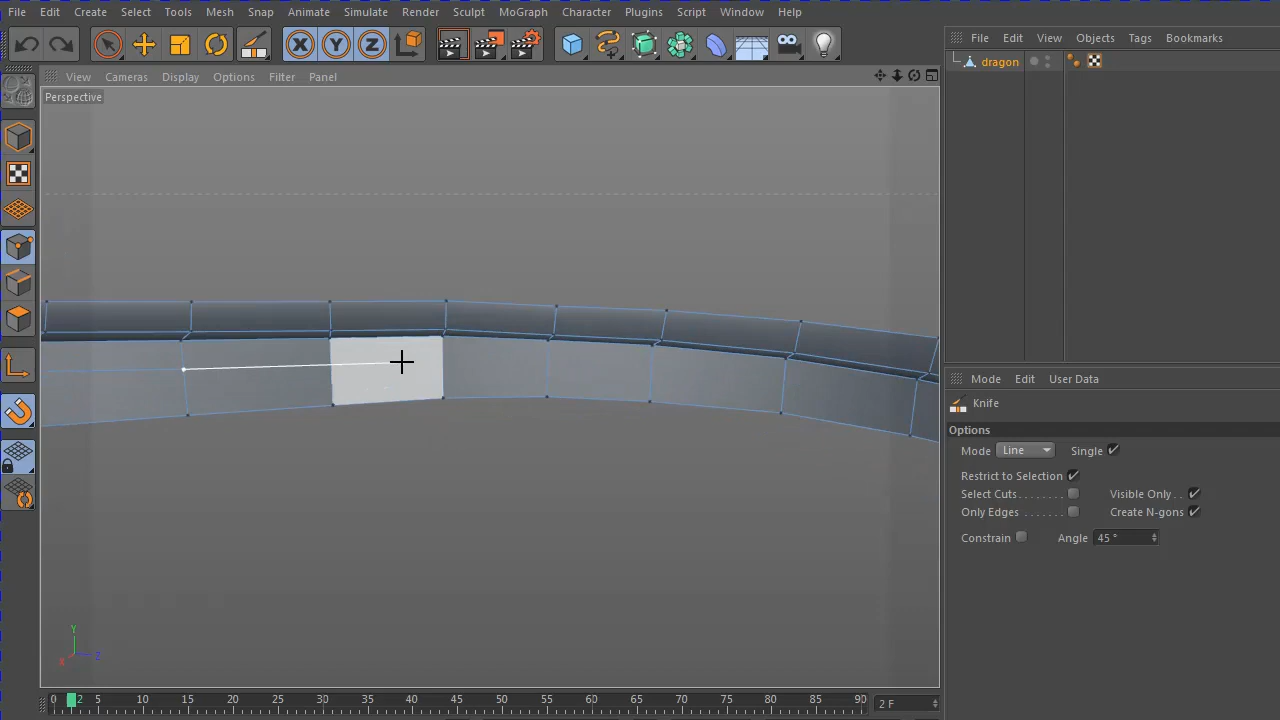 File Edit Create Select Tools Mesh Snap Animate Simulate Render Sculpt MoGraph Character Plugins Script Window Help
File Edit View Objects Tags Bookmarks
dragon
View Cameras Display Options Filter Panel
Perspective
Mode Edit User Data
Knife
Options
Mode Line Single
Restrict to Selection
Select Cuts Visible Only
Only Edges Create N-gons
Constrain Angle 45 °
Y
X Z
0 2 5 10 15 20 25 30 35 40 45 50 55 60 65 70 75 80 85 90 2 F